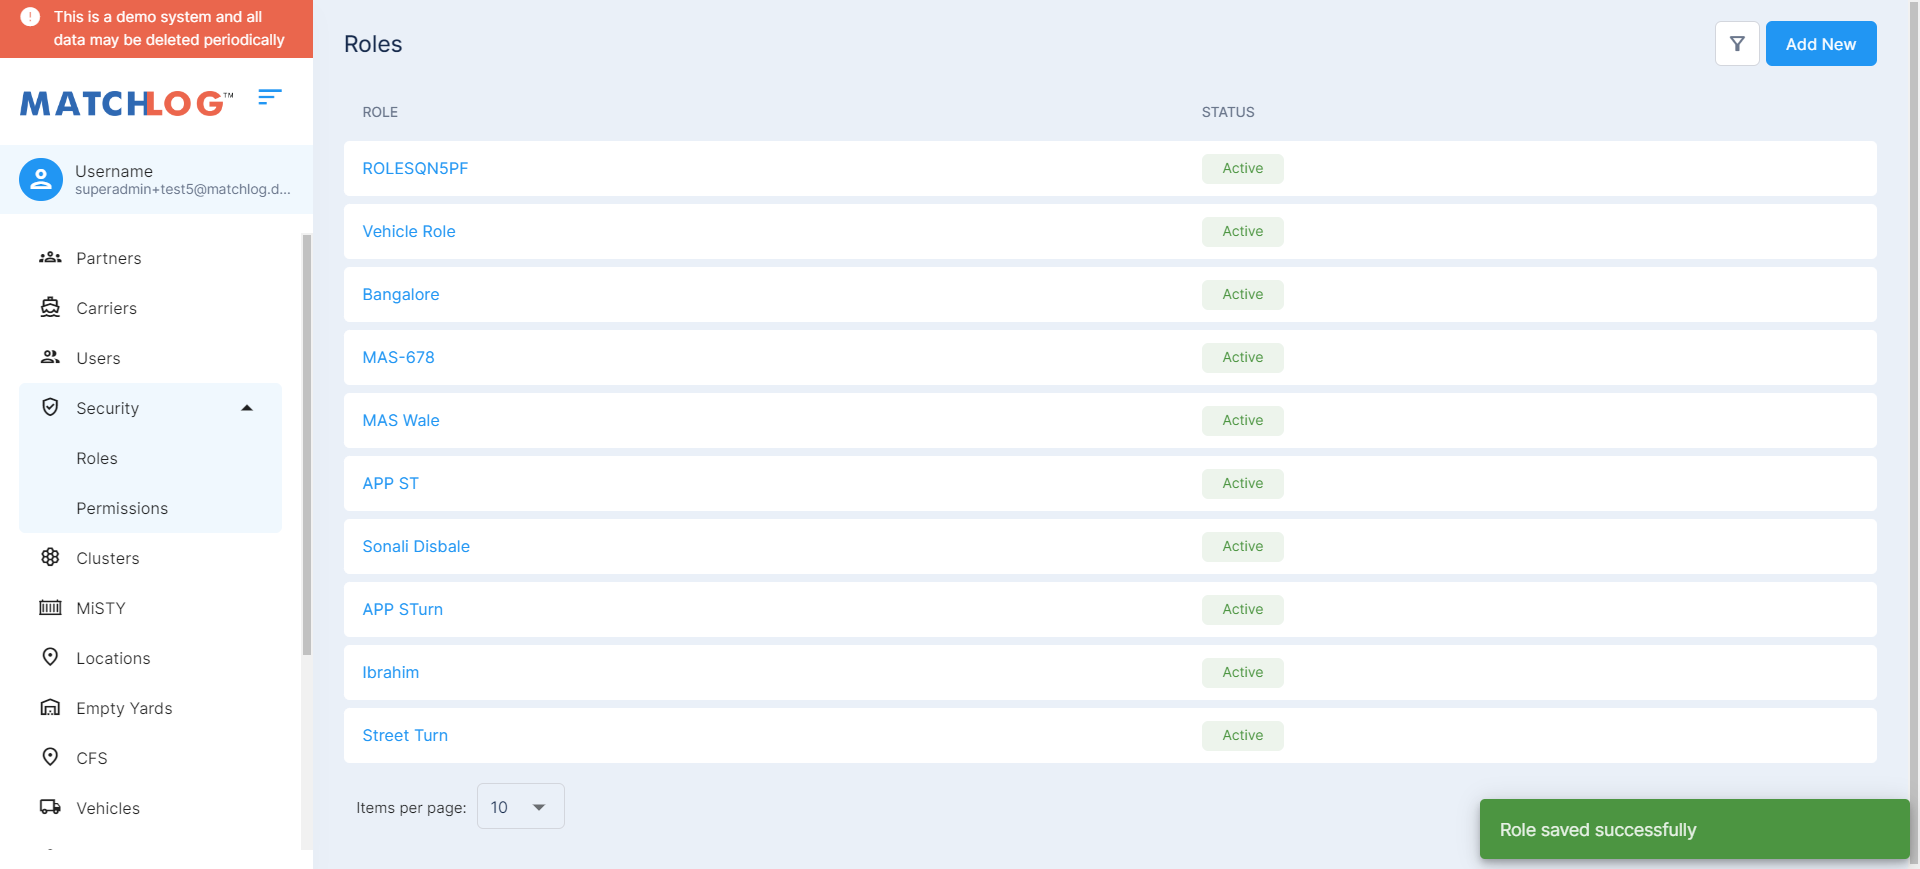 This is a demo system and all
data may be deleted periodically
MATCHLOG™
Username
superadmin+test5@matchlog.d...
Partners
Carriers
Users
Security
Roles
Permissions
Clusters
MiSTY
Locations
Empty Yards
CFS
Vehicles
Roles
Add New
ROLE STATUS
ROLESQN5PF Active
Vehicle Role Active
Bangalore Active
MAS-678 Active
MAS Wale Active
APP ST Active
Sonali Disbale Active
APP STurn Active
Ibrahim Active
Street Turn Active
Items per page: 10
Role saved successfully